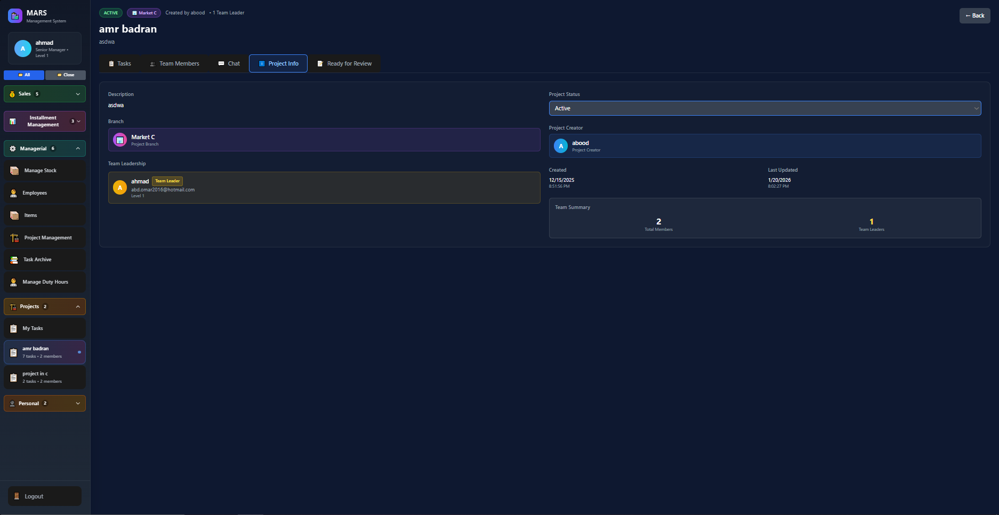 MARS
Management System
A
ahmad
Senior Manager •
Level 1
All
Close
Sales 5
Installment
Management
3
Managerial 6
Manage Stock
Employees
Items
Project Management
Task Archive
Manage Duty Hours
Projects 2
My Tasks
amr badran
7 tasks • 2 members
project in c
2 tasks • 2 members
Personal 2
Logout
ACTIVE
Market C
Created by abood
• 1 Team Leader
← Back
amr badran
asdwa
Tasks
Team Members
Chat
Project Info
Ready for Review
Description
asdwa
Branch
Market C
Project Branch
Team Leadership
A
ahmad
Team Leader
abd.omar2016@hotmail.com
Level 1
Project Status
Active
Project Creator
A
abood
Project Creator
Created
12/15/2025
8:51:56 PM
Last Updated
1/20/2026
8:02:27 PM
Team Summary
2
Total Members
1
Team Leaders